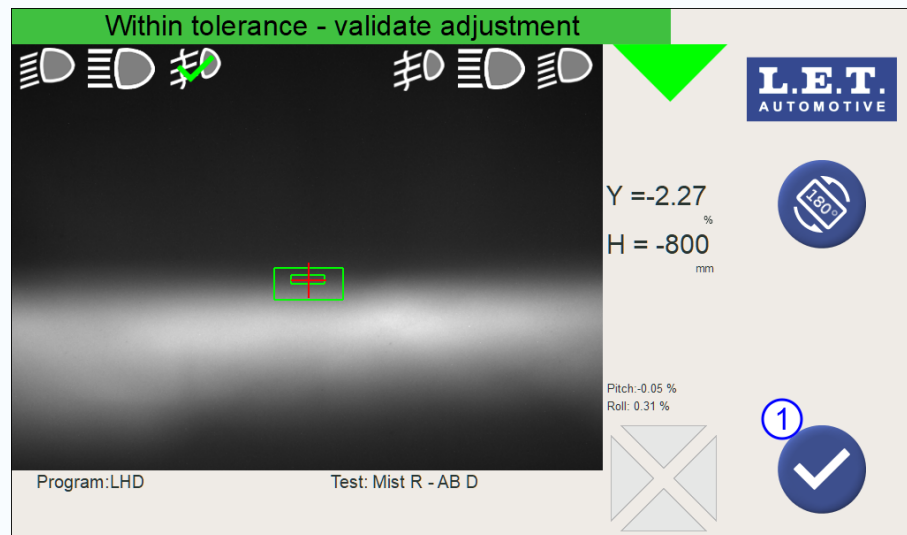 Within tolerance - validate adjustment
L.E.T.
AUTOMOTIVE
180°
Y =-2.27
%
H = -800
mm
Pitch:-0.05 %
Roll: 0.31 %
1
Program:LHD
Test: Mist R - AB D